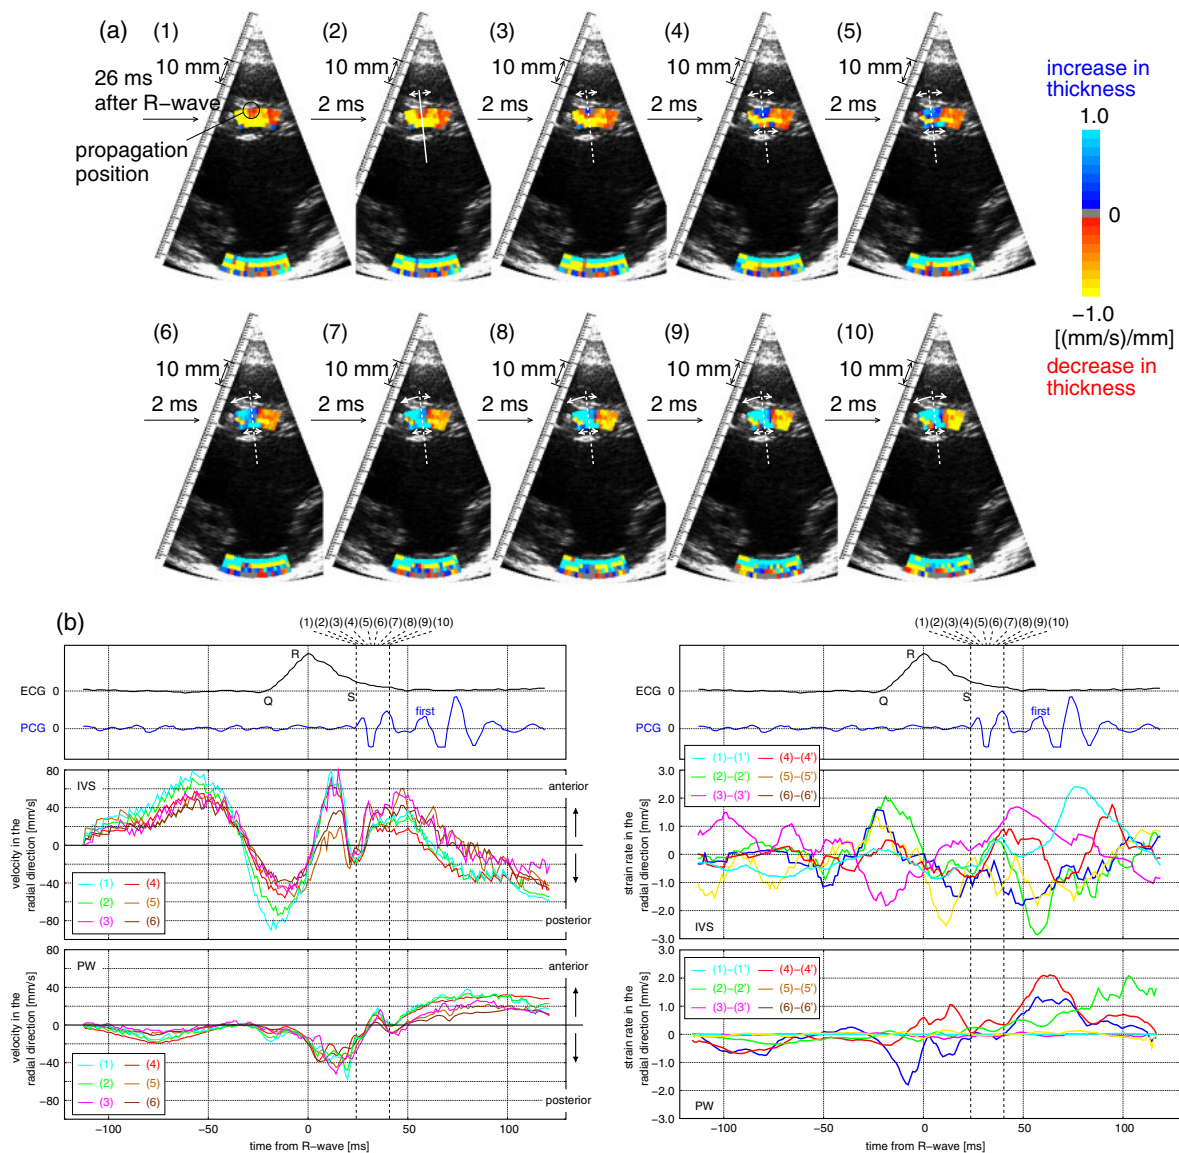 (a)
(1)
(2)
(3)
(4)
(5)
10 mm
10 mm
10 mm
10 mm
10 mm
26 ms
after R-wave
2 ms
2 ms
2 ms
2 ms
propagation
position
increase in
thickness
1.0
0
-1.0
[(mm/s)/mm]
decrease in
thickness
(6)
(7)
(8)
(9)
(10)
10 mm
10 mm
10 mm
10 mm
10 mm
2 ms
2 ms
2 ms
2 ms
2 ms
(b)
(1)(2)(3)(4)(5)(6)(7)(8)(9)(10)
R
ECG 0
Q
S
PCG 0
first
80
IVS
anterior
40
0
-40
-80
posterior
velocity in the
radial direction [mm/s]
(1)
(4)
(2)
(5)
(3)
(6)
80
PW
anterior
40
0
-40
-80
posterior
velocity in the
radial direction [mm/s]
(1)
(4)
(2)
(5)
(3)
(6)
-100
-50
0
50
100
time from R-wave [ms]
(1)(2)(3)(4)(5)(6)(7)(8)(9)(10)
R
ECG 0
Q
S
PCG 0
first
(1)-(1')
(4)-(4')
(2)-(2')
(5)-(5')
(3)-(3')
(6)-(6')
3.0
2.0
1.0
0
-1.0
-2.0
-3.0
IVS
strain rate in the
radial direction [mm/s]
(1)-(1')
(4)-(4')
(2)-(2')
(5)-(5')
(3)-(3')
(6)-(6')
3.0
2.0
1.0
0
-1.0
-2.0
-3.0
PW
strain rate in the
radial direction [mm/s]
-100
-50
0
50
100
time from R-wave [ms]